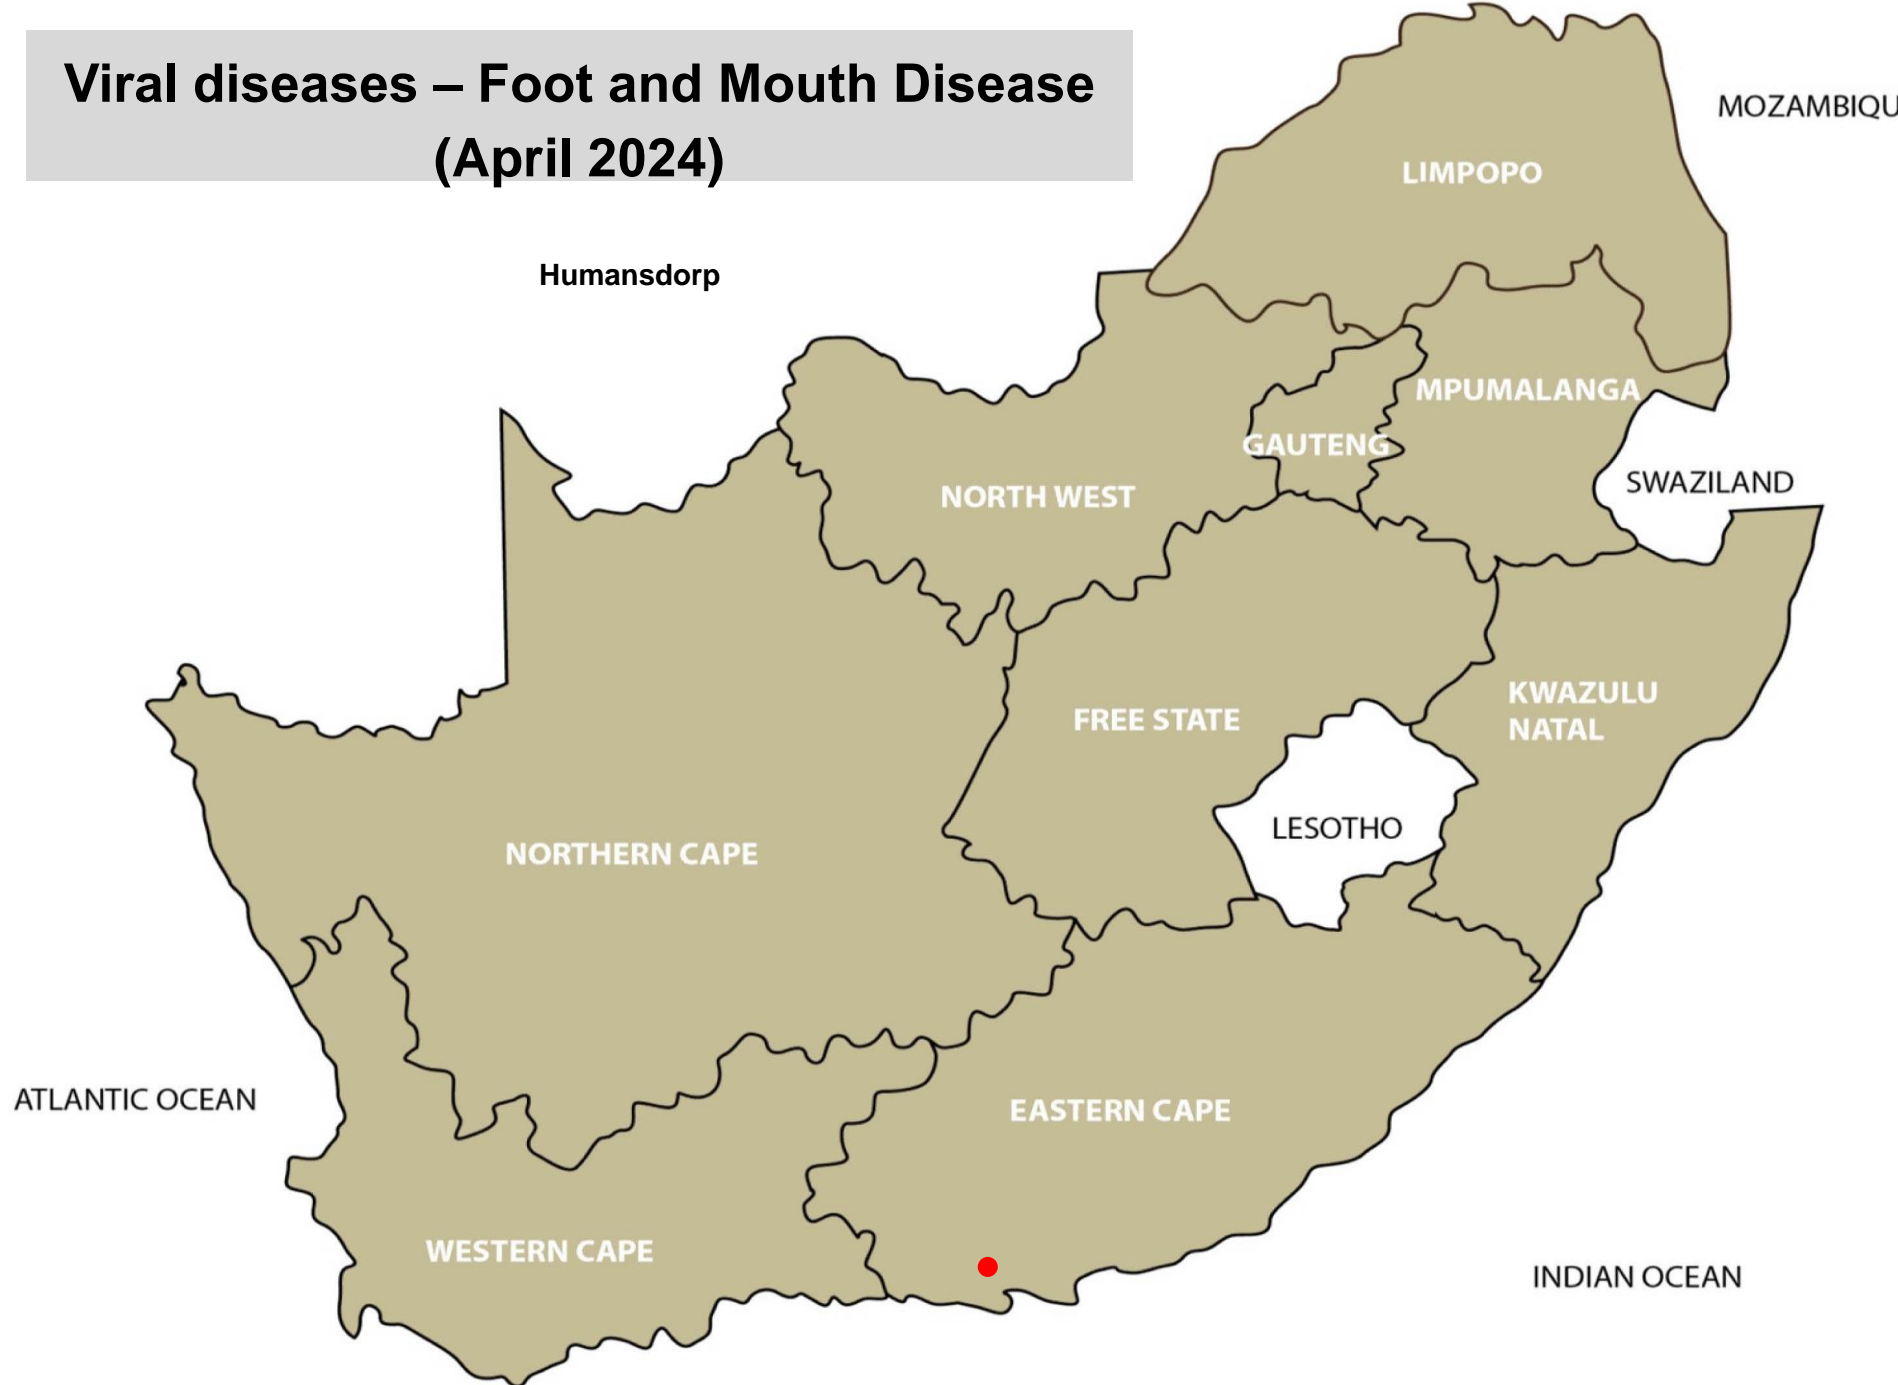 Viral diseases – Foot and Mouth Disease
(April 2024)
MOZAMBIQU
LIMPOPO
Humansdorp
MPUMALANGA
GAUTENG
SWAZILAND
NORTH WEST
KWAZULU
NATAL
FREE STATE
LESOTHO
NORTHERN CAPE
ATLANTIC OCEAN
EASTERN CAPE
WESTERN CAPE
INDIAN OCEAN